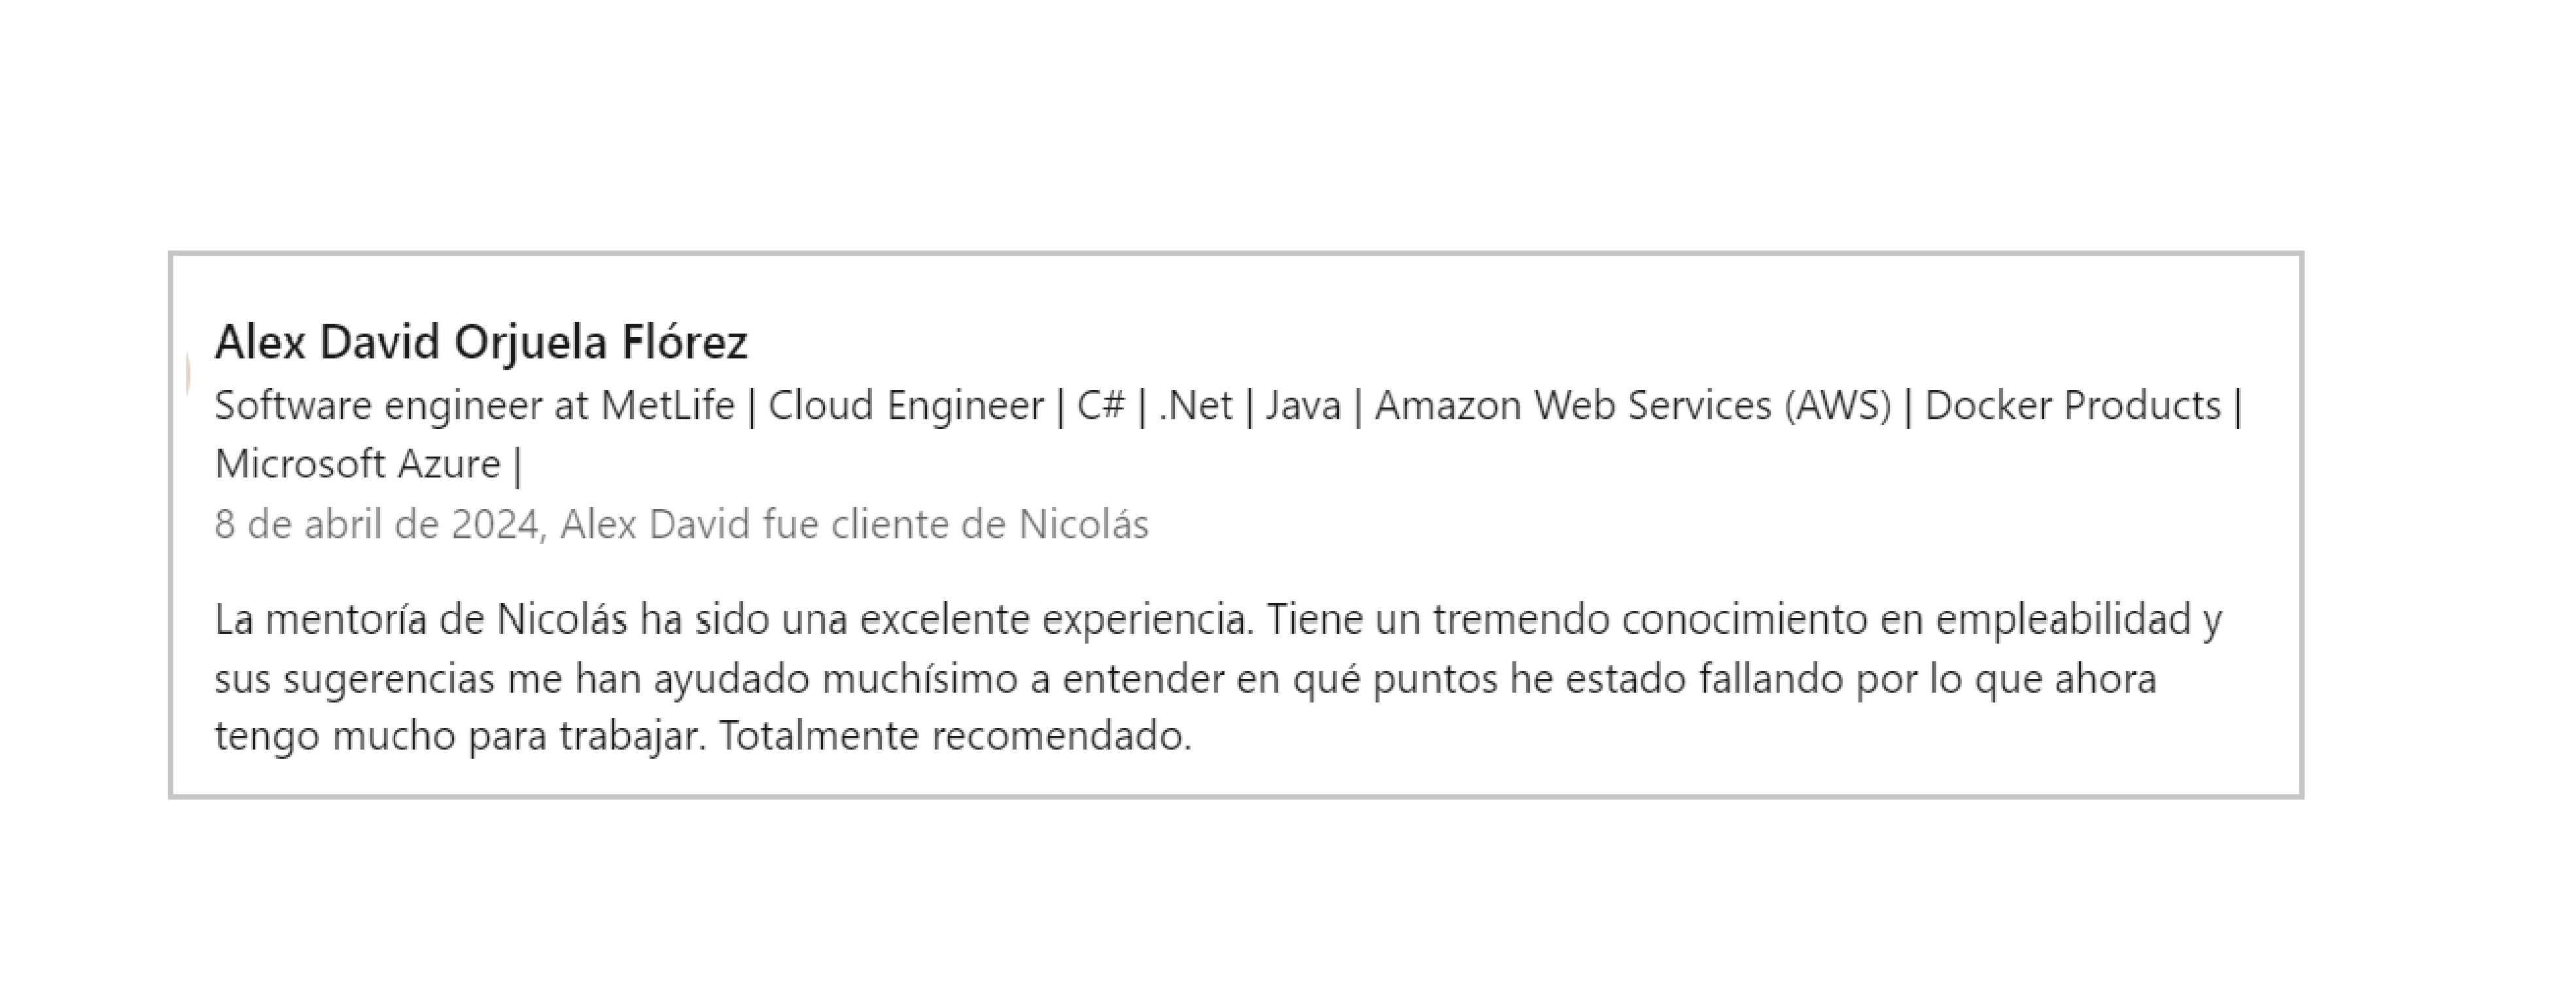 Alex David Orjuela Flórez
Software engineer at MetLife | Cloud Engineer | C# | .Net | Java | Amazon Web Services (AWS) | Docker Products |
Microsoft Azure |
8 de abril de 2024, Alex David fue cliente de Nicolás
La mentoría de Nicolás ha sido una excelente experiencia. Tiene un tremendo conocimiento en empleabilidad y
sus sugerencias me han ayudado muchísimo a entender en qué puntos he estado fallando por lo que ahora
tengo mucho para trabajar. Totalmente recomendado.